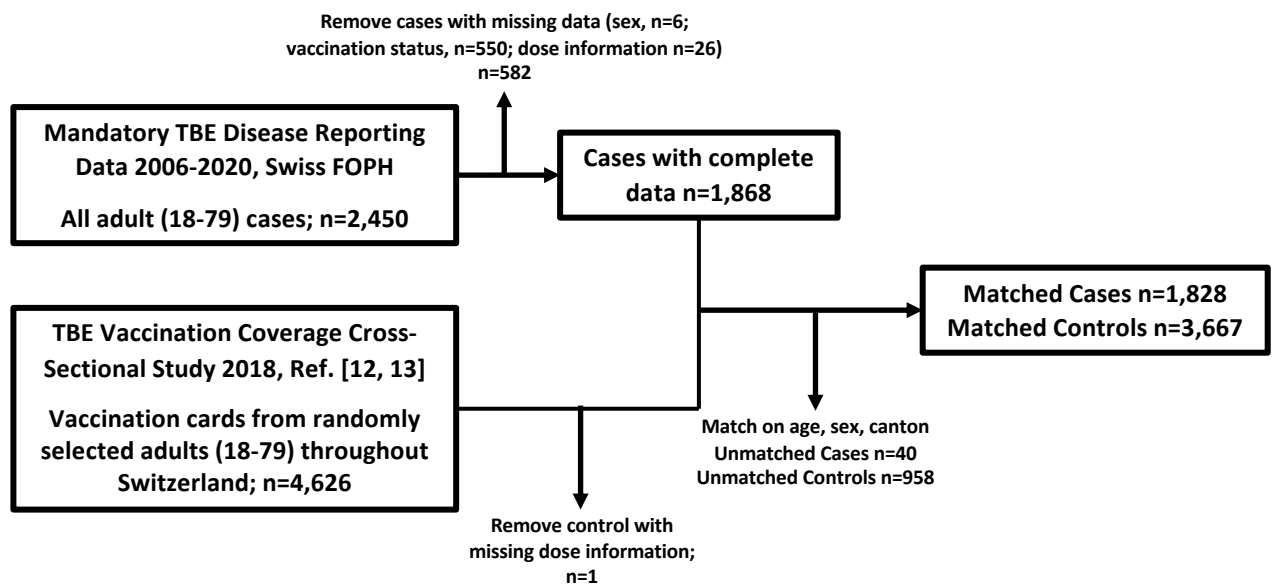 Remove cases with missing data (sex, n=6;
vaccination status, n=550; dose information n=26)
n=582
Mandatory TBE Disease Reporting
Data 2006-2020, Swiss FOPH
All adult (18-79) cases; n=2,450
Cases with complete
data n=1,868
Matched Cases n=1,828
Matched Controls n=3,667
TBE Vaccination Coverage Cross-
Sectional Study 2018, Ref. [12, 13]
Vaccination cards from randomly
selected adults (18-79) throughout
Switzerland; n=4,626
Match on age, sex, canton
Unmatched Cases n=40
Unmatched Controls n=958
Remove control with
missing dose information;
n=1